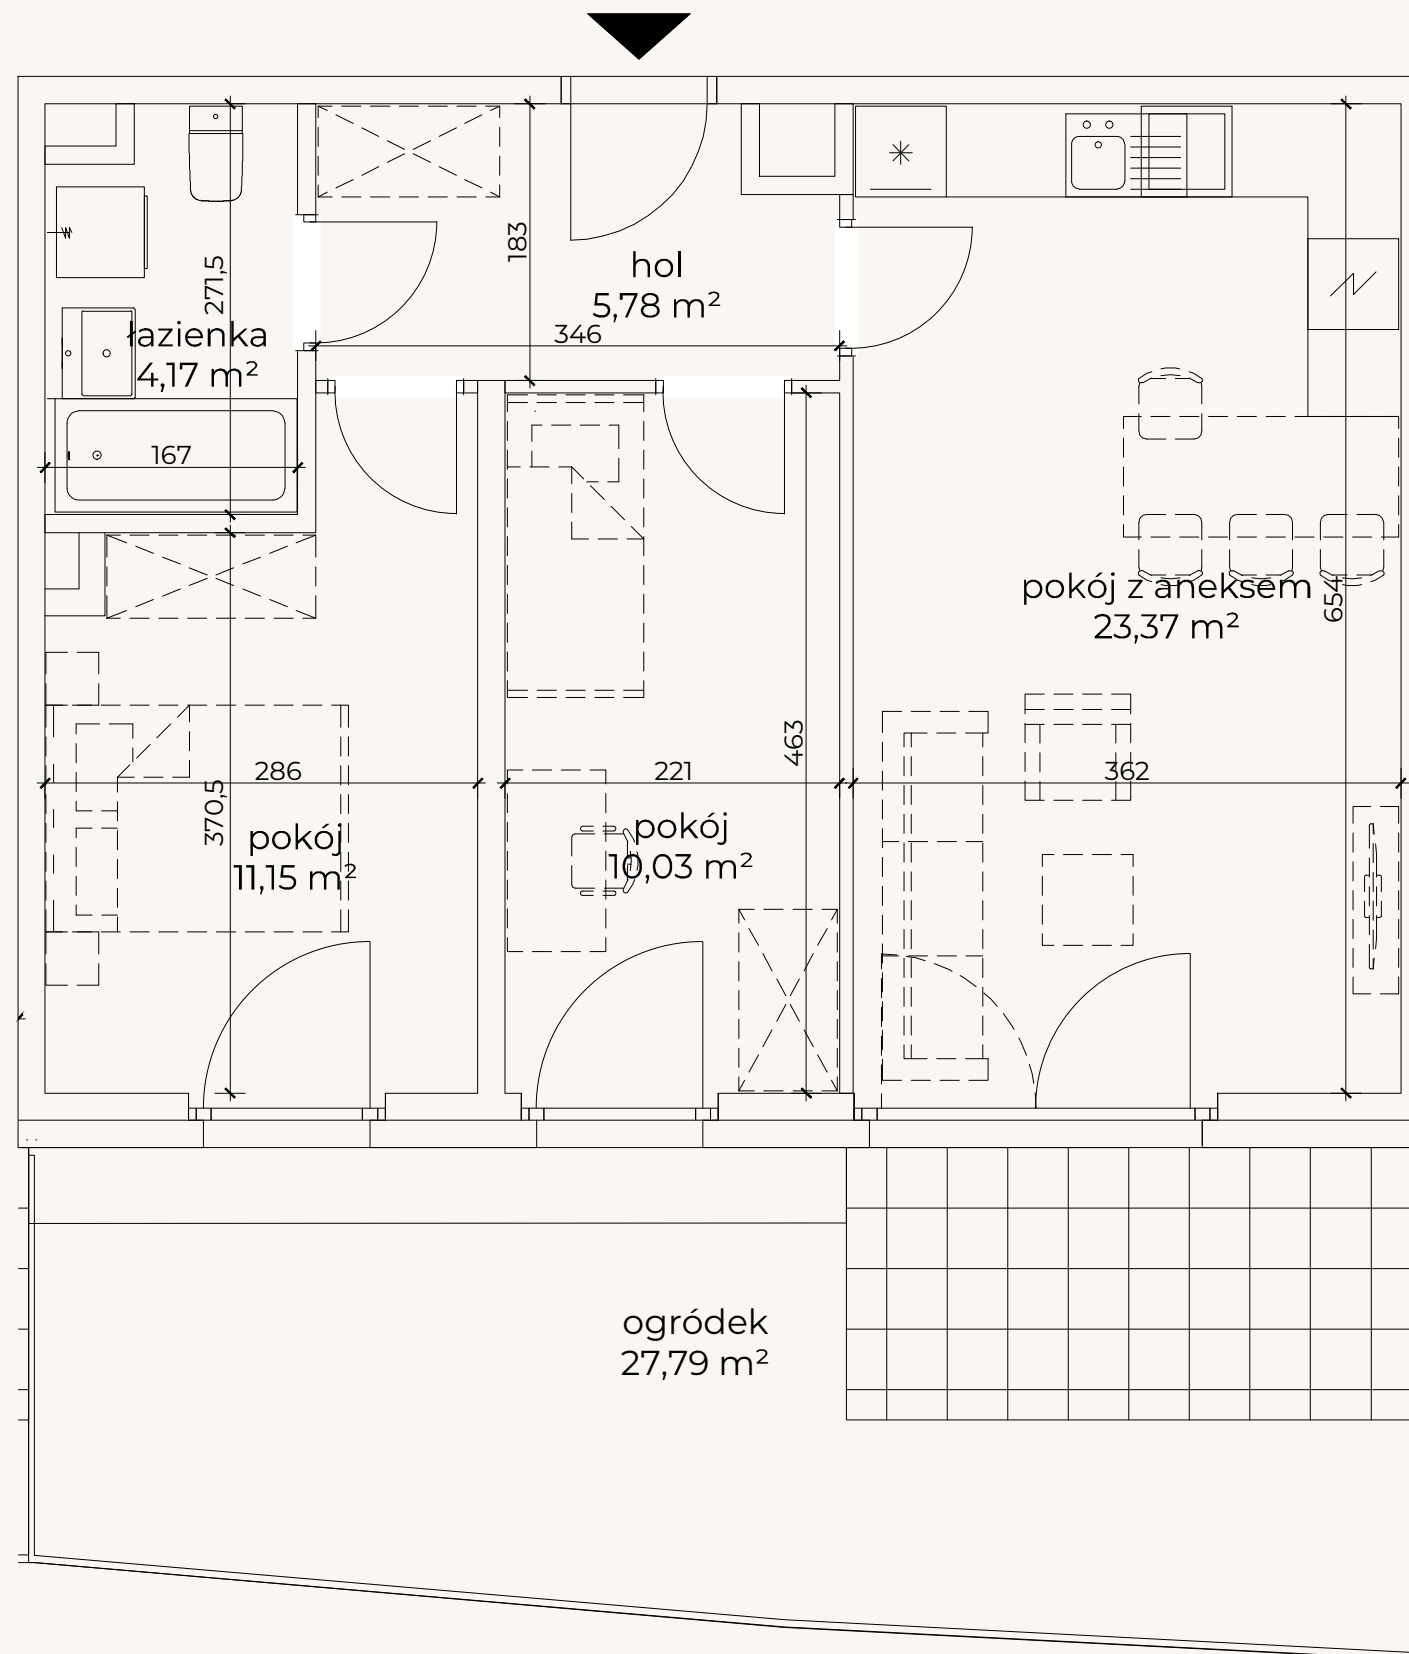 183
hol
5,78 m²
346
271,5
łazienka
4,17 m²
167
pokój z aneksem
23,37 m²
654
463
286
221
362
370,5
pokój
11,15 m²
pokój
10,03 m²
ogródek
27,79 m²